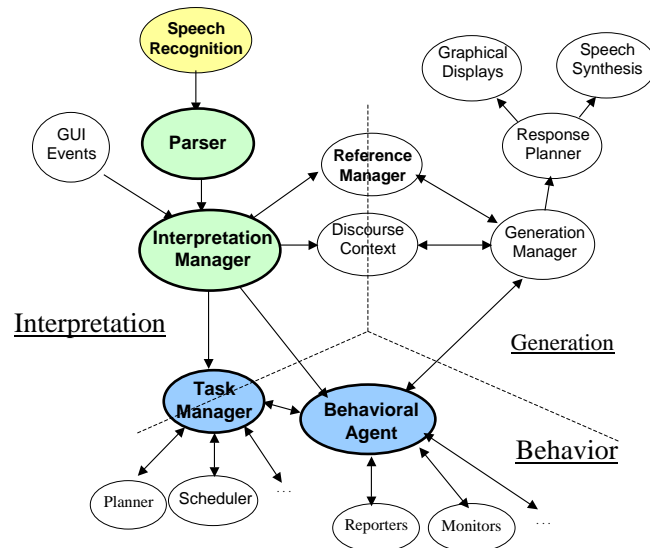 Speech
Recognition
Graphical
Displays
Speech
Synthesis
GUI
Events
Parser
Reference
Manager
Response
Planner
Interpretation
Manager
Discourse
Context
Generation
Manager
Interpretation
Generation
Task
Manager
Behavioral
Agent
Behavior
Planner
Scheduler
...
Reporters
Monitors
...